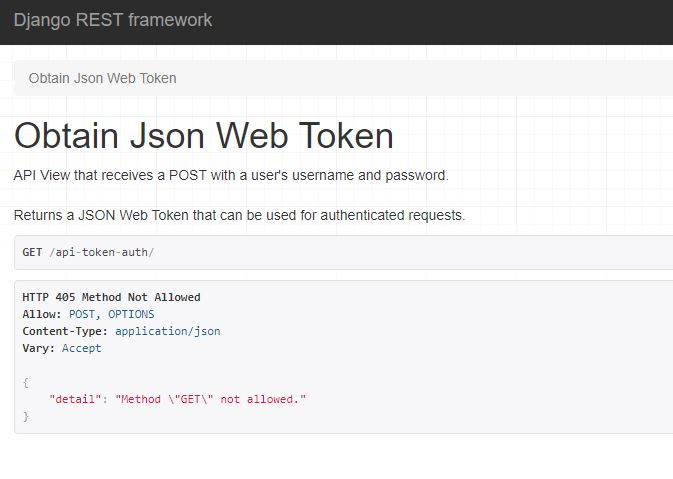 Django REST framework
Obtain Json Web Token
Obtain Json Web Token
API View that receives a POST with a user's username and password.
Returns a JSON Web Token that can be used for authenticated requests.
GET /api-token-auth/
HTTP 405 Method Not Allowed
Allow: POST, OPTIONS
Content-Type: application/json
Vary: Accept
{
    "detail": "Method \"GET\" not allowed."
}